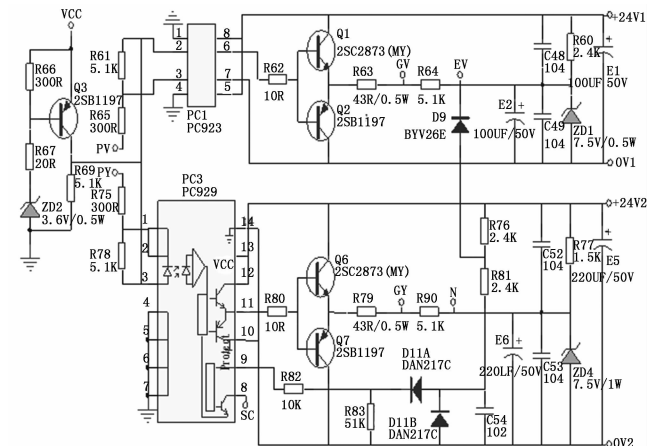 VCC
+24V1
R66
300R
R61
5.1K
1
2
3
4
8
6
7
5
PC1
PC923
Q3
2SB1197
R65
300R
R67
20R
PV
PY
R69
5.1K
R75
300R
ZD2
3.6V/0.5W
R78
5.1K
R62
10R
Q1
2SC2873(MY)
R63
43R/0.5W
GV
R64
5.1K
EV
Q2
2SB1197
D9
BYV26E
E2 +
100UF/50V
C48
104
R60
2.4K
+
E1
50V
100UF
C49
104
ZD1
7.5V/0.5W
0V1
+24V2
PC3
PC929
1
2
3
4
5
6
7
14
13
12
11
10
9
8
VCC
Protect
SC
R80
10R
Q6
2SC2873(MY)
R79
43R/0.5W
GY
R90
5.1K
N
Q7
2SB1197
R76
2.4K
R81
2.4K
C52
104
R77
1.5K
+
E5
220UF/50V
E6 +
220LF/50V
C53
104
ZD4
7.5V/1W
R82
10K
D11A
DAN217C
R83
51K
D11B
DAN217C
C54
102
0V2